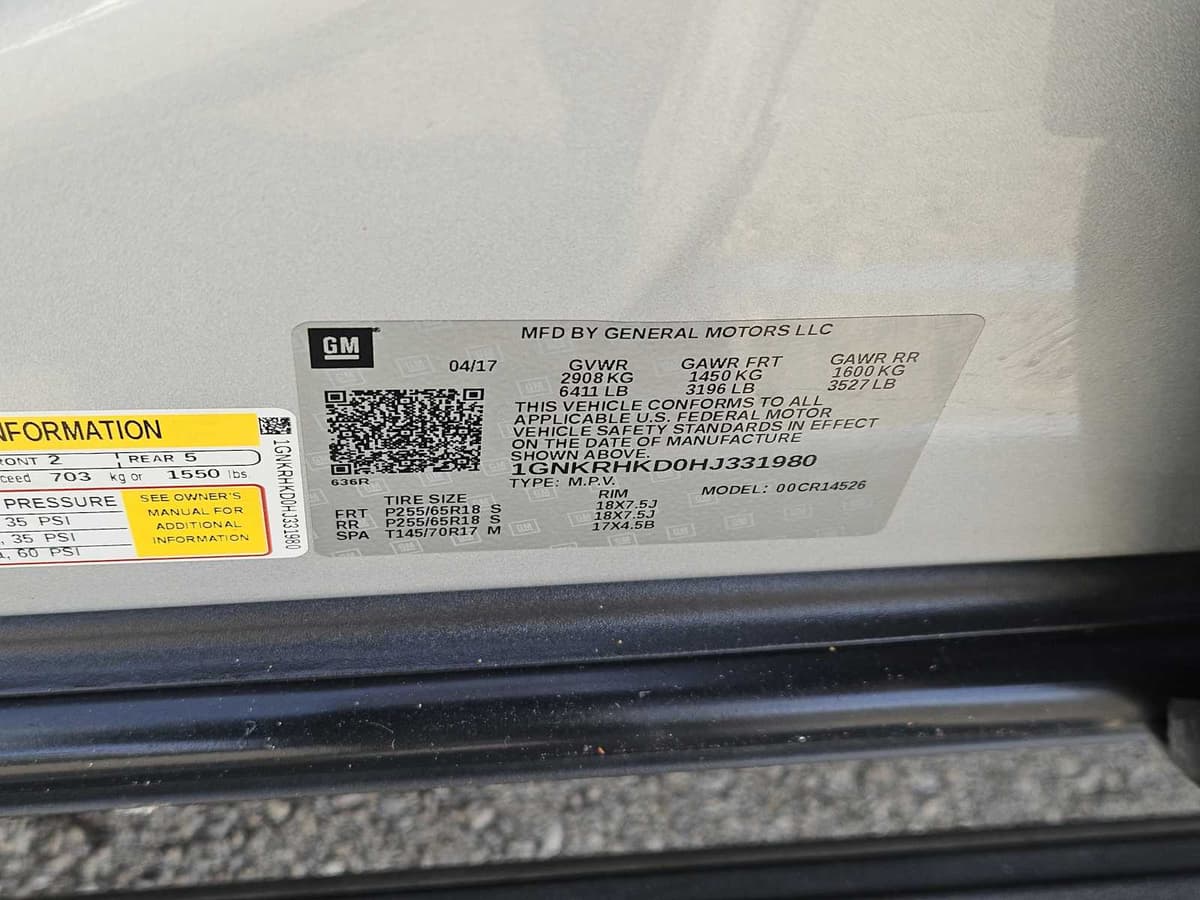 NFORMATION
RONT 2 REAR 5
ceed 703 kg or 1550 lbs
PRESSURE
35 PSI
, 35 PSI
, 60 PSI
SEE OWNER'S
MANUAL FOR
ADDITIONAL
INFORMATION
1GNKRHKD0HJ331980
GM
MFD BY GENERAL MOTORS LLC
04/17 GVWR GAWR FRT GAWR RR
2908 KG 1450 KG 1600 KG
6411 LB 3196 LB 3527 LB
THIS VEHICLE CONFORMS TO ALL
APPLICABLE U.S. FEDERAL MOTOR
VEHICLE SAFETY STANDARDS IN EFFECT
ON THE DATE OF MANUFACTURE
SHOWN ABOVE.
1GNKRHKD0HJ331980
TYPE: M.P.V. MODEL: 00CR14526
636R
TIRE SIZE RIM
FRT P255/65R18 S 18X7.5J
RR P255/65R18 S 18X7.5J
SPA T145/70R17 M 17X4.5B